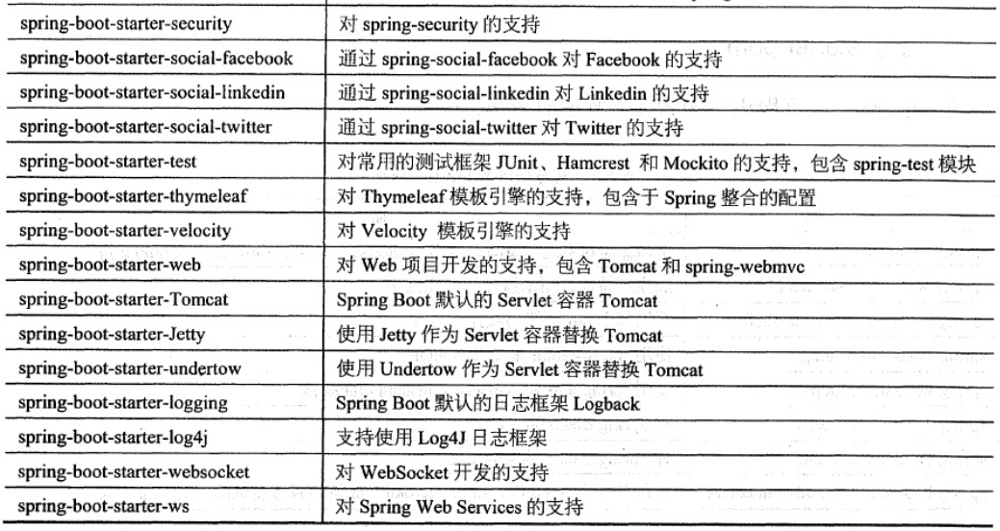 spring-boot-starter-security 对 spring-security 的支持
spring-boot-starter-social-facebook 通过 spring-social-facebook 对 Facebook 的支持
spring-boot-starter-social-linkedin 通过 spring-social-linkedin 对 Linkedin 的支持
spring-boot-starter-social-twitter 通过 spring-social-twitter 对 Twitter 的支持
spring-boot-starter-test 对常用的测试框架 JUnit、Hamcrest 和 Mockito 的支持，包含 spring-test 模块
spring-boot-starter-thymeleaf 对 Thymeleaf 模板引擎的支持，包含于 Spring 整合的配置
spring-boot-starter-velocity 对 Velocity 模板引擎的支持
spring-boot-starter-web 对 Web 项目开发的支持，包含 Tomcat 和 spring-webmvc
spring-boot-starter-Tomcat Spring Boot 默认的 Servlet 容器 Tomcat
spring-boot-starter-Jetty 使用 Jetty 作为 Servlet 容器替换 Tomcat
spring-boot-starter-undertow 使用 Undertow 作为 Servlet 容器替换 Tomcat
spring-boot-starter-logging Spring Boot 默认的日志框架 Logback
spring-boot-starter-log4j 支持使用 Log4J 日志框架
spring-boot-starter-websocket 对 WebSocket 开发的支持
spring-boot-starter-ws 对 Spring Web Services 的支持